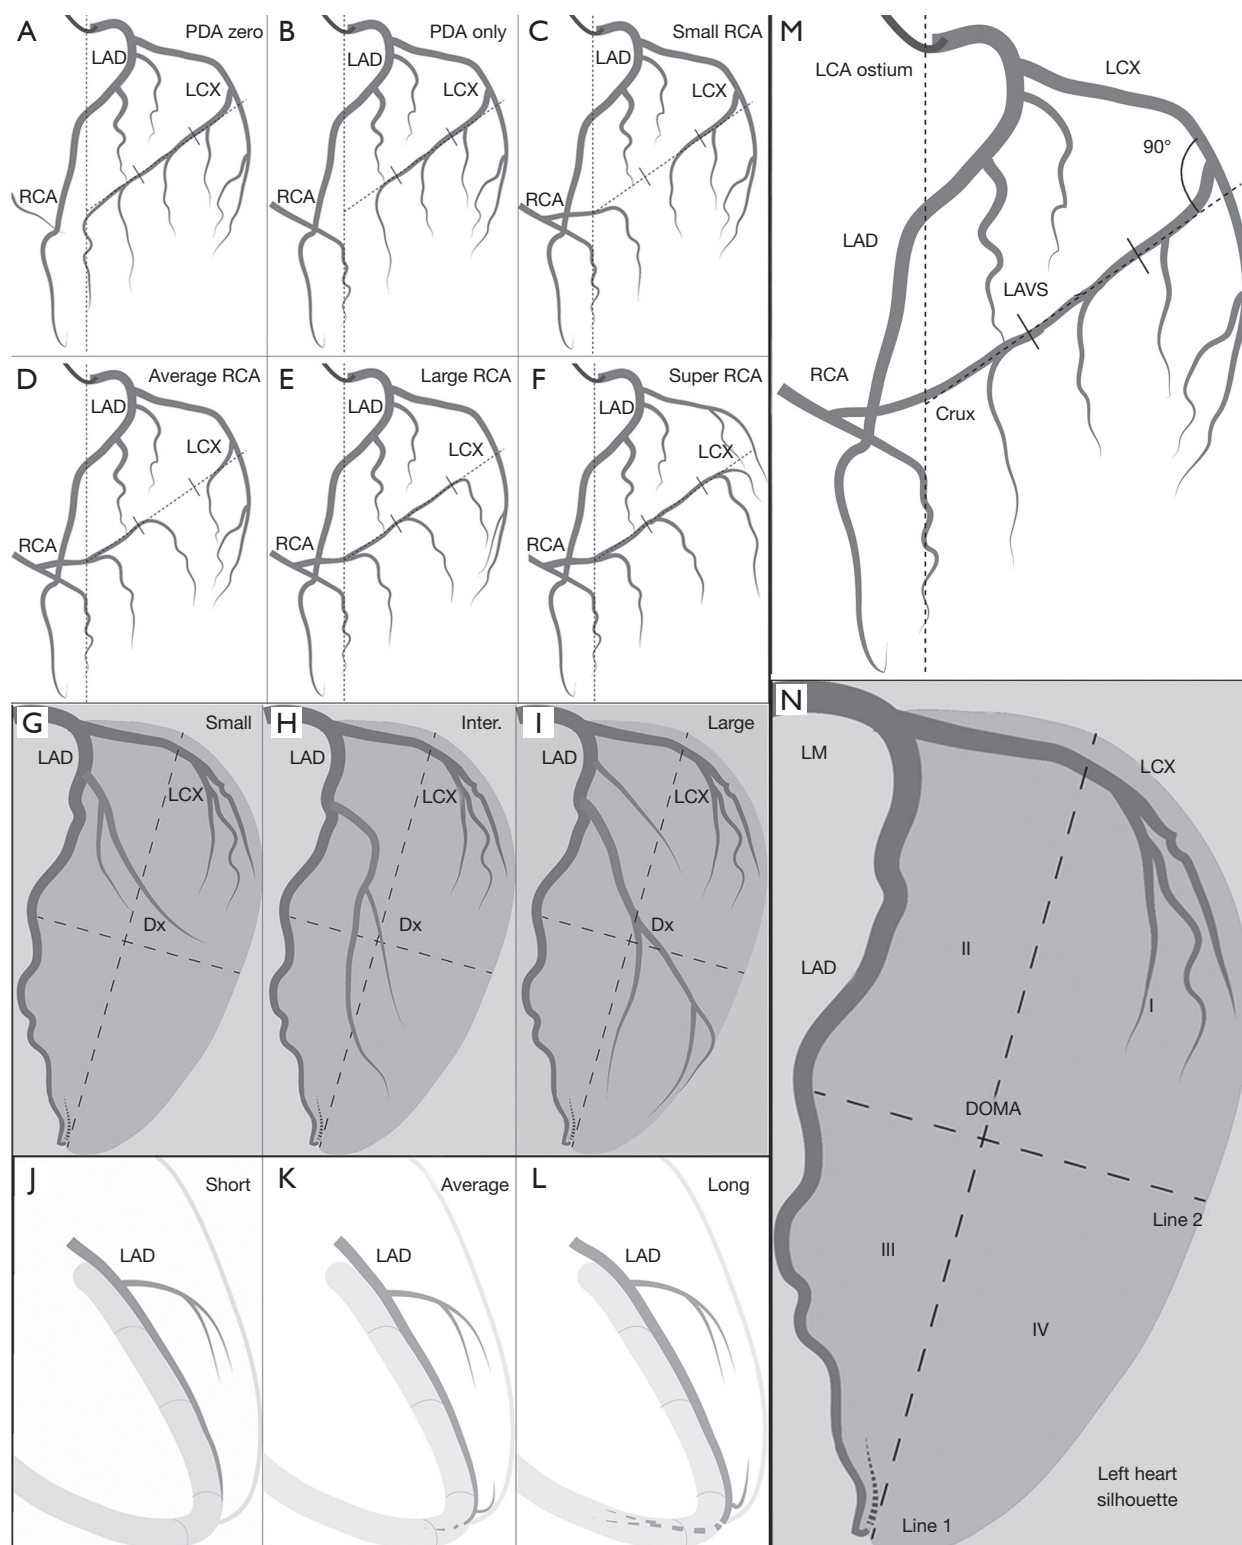 A
PDA zero
LAD
LCX
RCA
B
PDA only
LAD
LCX
RCA
C
Small RCA
LAD
LCX
RCA
D
Average RCA
LAD
LCX
RCA
E
Large RCA
LAD
LCX
RCA
F
Super RCA
LAD
LCX
RCA
G
Small
LAD
LCX
Dx
H
Inter.
LAD
LCX
Dx
I
Large
LAD
LCX
Dx
J
Short
LAD
K
Average
LAD
L
Long
LAD
M
LCA ostium
LCX
90°
LAD
LAVS
RCA
Crux
N
LM
LCX
LAD
II
I
DOMA
Line 2
III
IV
Left heart
silhouette
Line 1